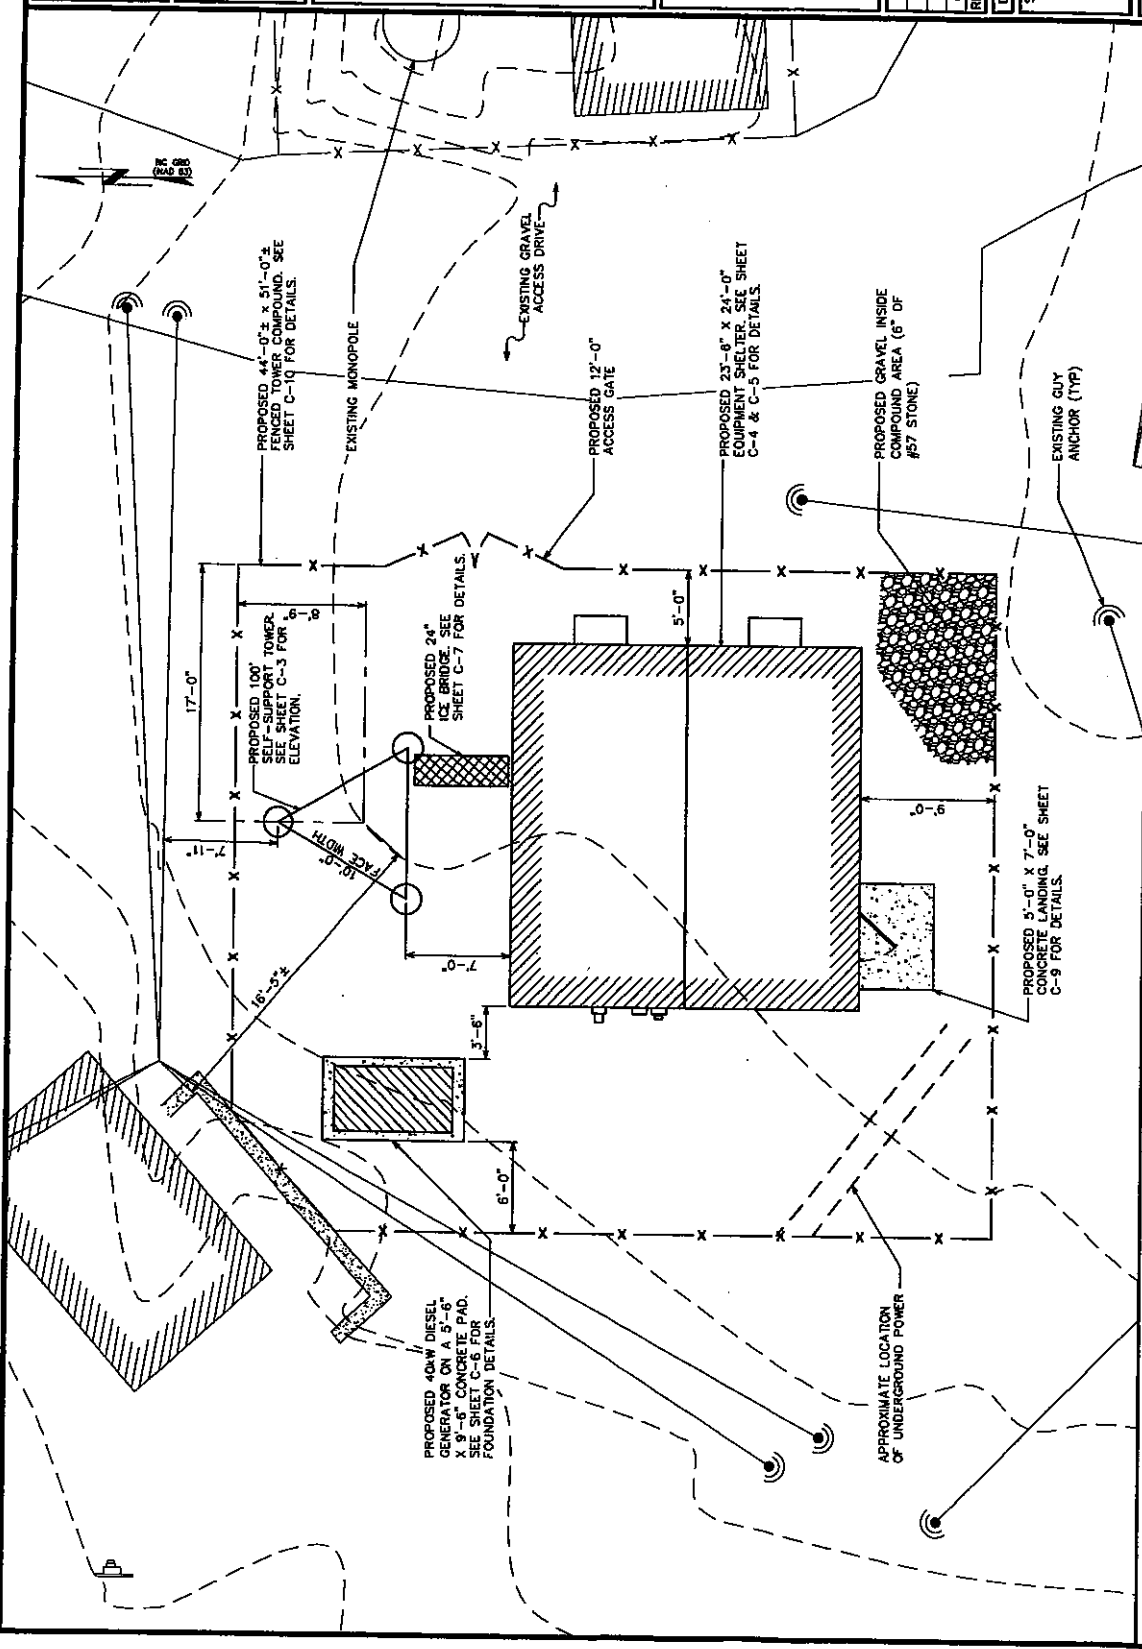 NC GRID
(NAD 83)
PROPOSED 44'-0"± x 51'-0"±
FENCED TOWER COMPOUND. SEE
SHEET C-10 FOR DETAILS.
EXISTING MONOPOLE
EXISTING GRAVEL
ACCESS DRIVE
PROPOSED 12'-0"
ACCESS GATE
PROPOSED 23'-8" X 24'-0"
EQUIPMENT SHELTER. SEE SHEET
C-4 & C-5 FOR DETAILS.
PROPOSED GRAVEL INSIDE
COMPOUND AREA (6" OF
#57 STONE)
EXISTING GUY
ANCHOR (TYP)
17'-0"
8'-9"
PROPOSED 100'
SELF-SUPPORT TOWER.
SEE SHEET C-3 FOR
ELEVATION.
PROPOSED 24"
ICE BRIDGE. SEE
SHEET C-7 FOR DETAILS.
5'-0"
7'-11"
10'-0"
FACE WIDTH
16'-5"±
7'-0"
3'-6"
9'-0"
6'-0"
PROPOSED 5'-0" X 7'-0"
CONCRETE LANDING. SEE SHEET
C-9 FOR DETAILS.
PROPOSED 40kW DIESEL
GENERATOR ON A 5'-6"
X 9'-6" CONCRETE PAD.
SEE SHEET C-6 FOR
FOUNDATION DETAILS.
APPROXIMATE LOCATION
OF UNDERGROUND POWER